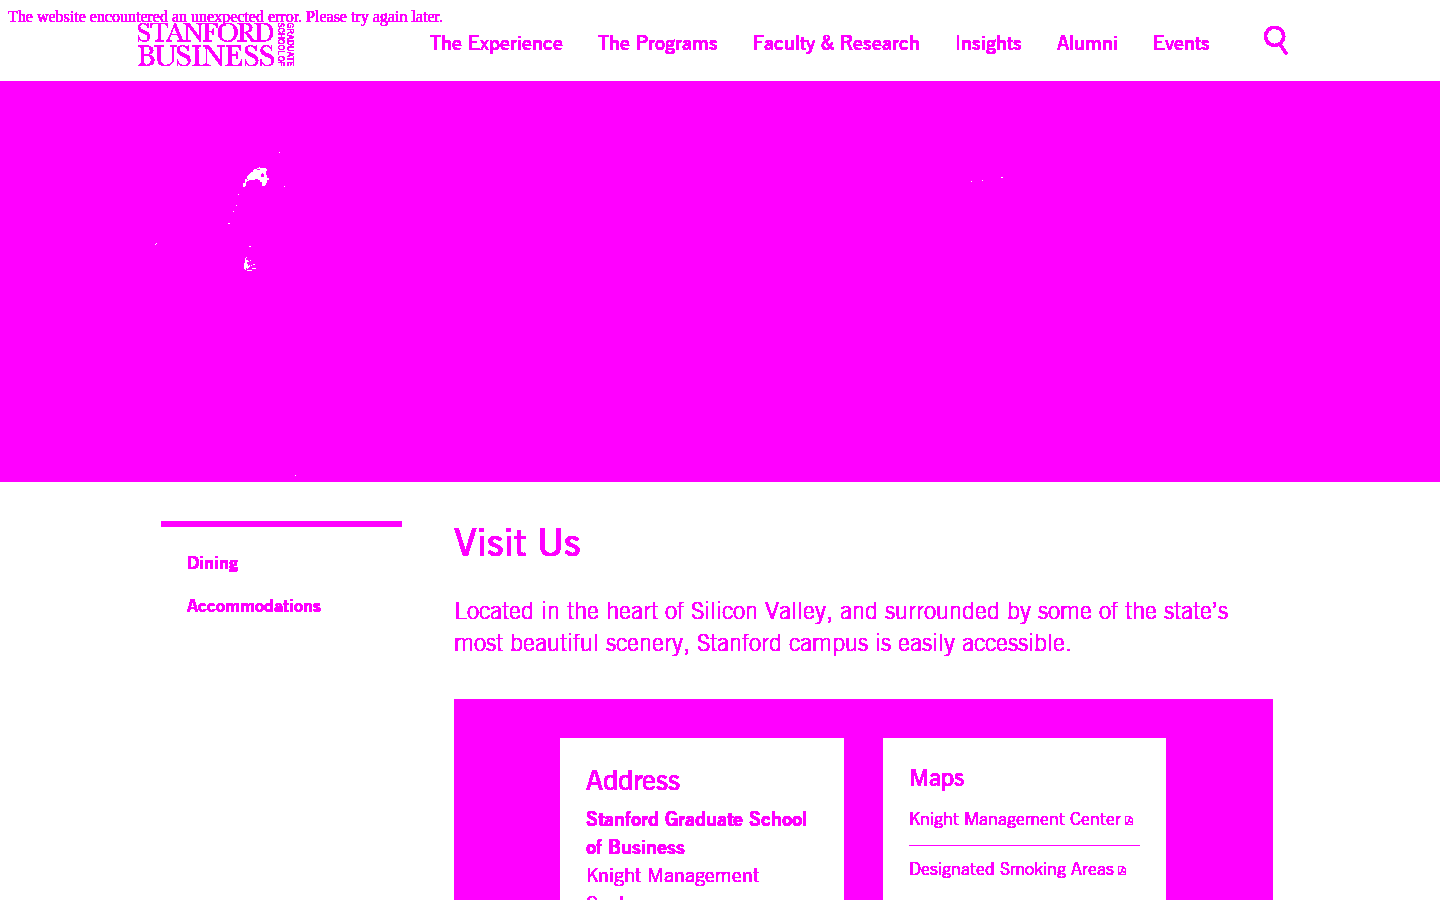 The website encountered an unexpected error. Please try again later.
STANFORD
BUSINESS
GRADUATE
SCHOOL OF
The Experience
The Programs
Faculty & Research
Insights
Alumni
Events
Dining
Accommodations
Visit Us
Located in the heart of Silicon Valley, and surrounded by some of the state’s
most beautiful scenery, Stanford campus is easily accessible.
Address
Stanford Graduate School
of Business
Knight Management
Maps
Knight Management Center
Designated Smoking Areas